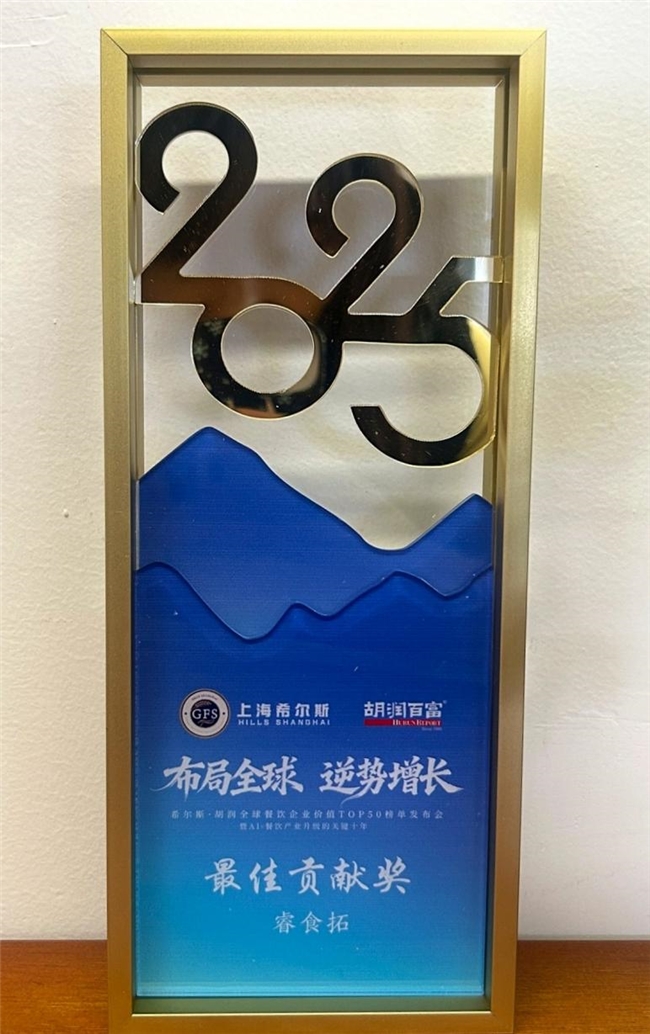 2025
GFS
上海希尔斯
HILLS SHANGHAI
胡润百富
HURUN REPORT
布局全球 逆势增长
希尔斯·胡润全球餐饮企业价值TOP50榜单发布会
暨AI+餐饮产业升级的关键十年
最佳贡献奖
睿食拓